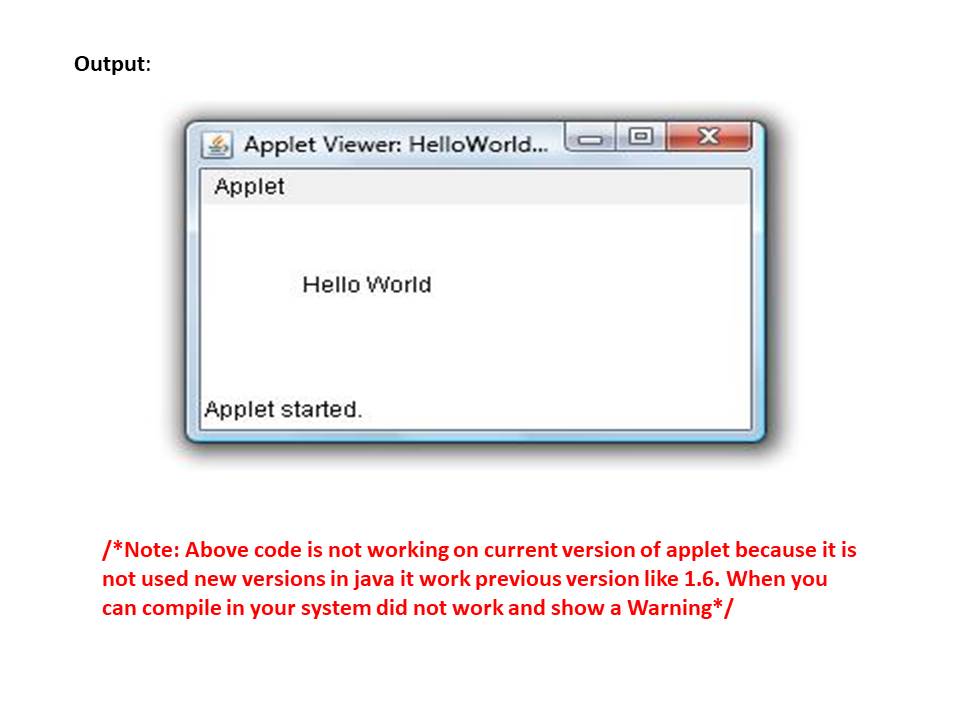 Output:
Applet Viewer: HelloWorld...
Applet
Hello World
Applet started.
/*Note: Above code is not working on current version of applet because it is
not used new versions in java it work previous version like 1.6. When you
can compile in your system did not work and show a Warning*/